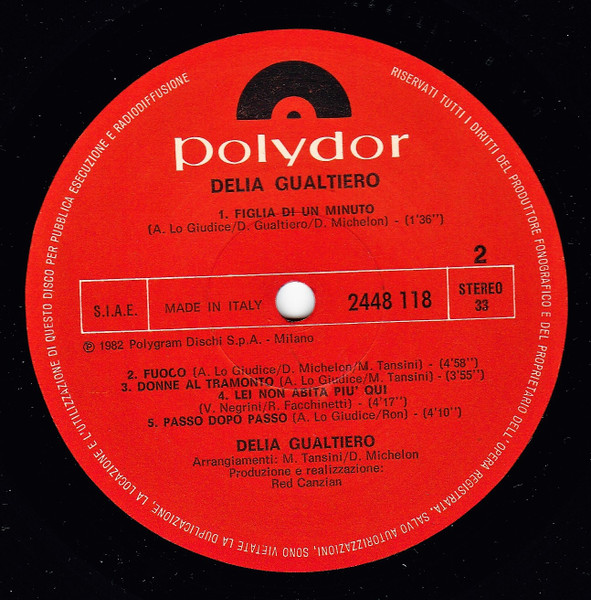 polydor
DELIA GUALTIERO
1. FIGLIA DI UN MINUTO
(A. Lo Giudice/D. Gualtiero/D. Michelon) - (1'36")
2
S.I.A.E.
MADE IN ITALY
2448 118
STEREO
33
℗ 1982 Polygram Dischi S.p.A. - Milano
2. FUOCO (A. Lo Giudice/D. Michelon/M. Tansini) - (4'58")
3. DONNE AL TRAMONTO (A. Lo Giudice/M. Tansini) - (3'55")
4. LEI NON ABITA PIU' QUI
(V. Negrini/R. Facchinetti) - (4'17")
5. PASSO DOPO PASSO (A. Lo Giudice/Ron) - (4'10")
DELIA GUALTIERO
Arrangiamenti: M. Tansini/D. Michelon
Produzione e realizzazione:
Red Canzian
RISERVATI TUTTI I DIRITTI DEL PRODUTTORE FONOGRAFICO E DEL PROPRIETARIO DELL'OPERA REGISTRATA. SALVO AUTORIZZAZIONI, SONO VIETATE LA DUPLICAZIONE, LA LOCAZIONE E L'UTILIZZAZIONE DI QUESTO DISCO PER PUBBLICA ESECUZIONE E RADIODIFFUSIONE